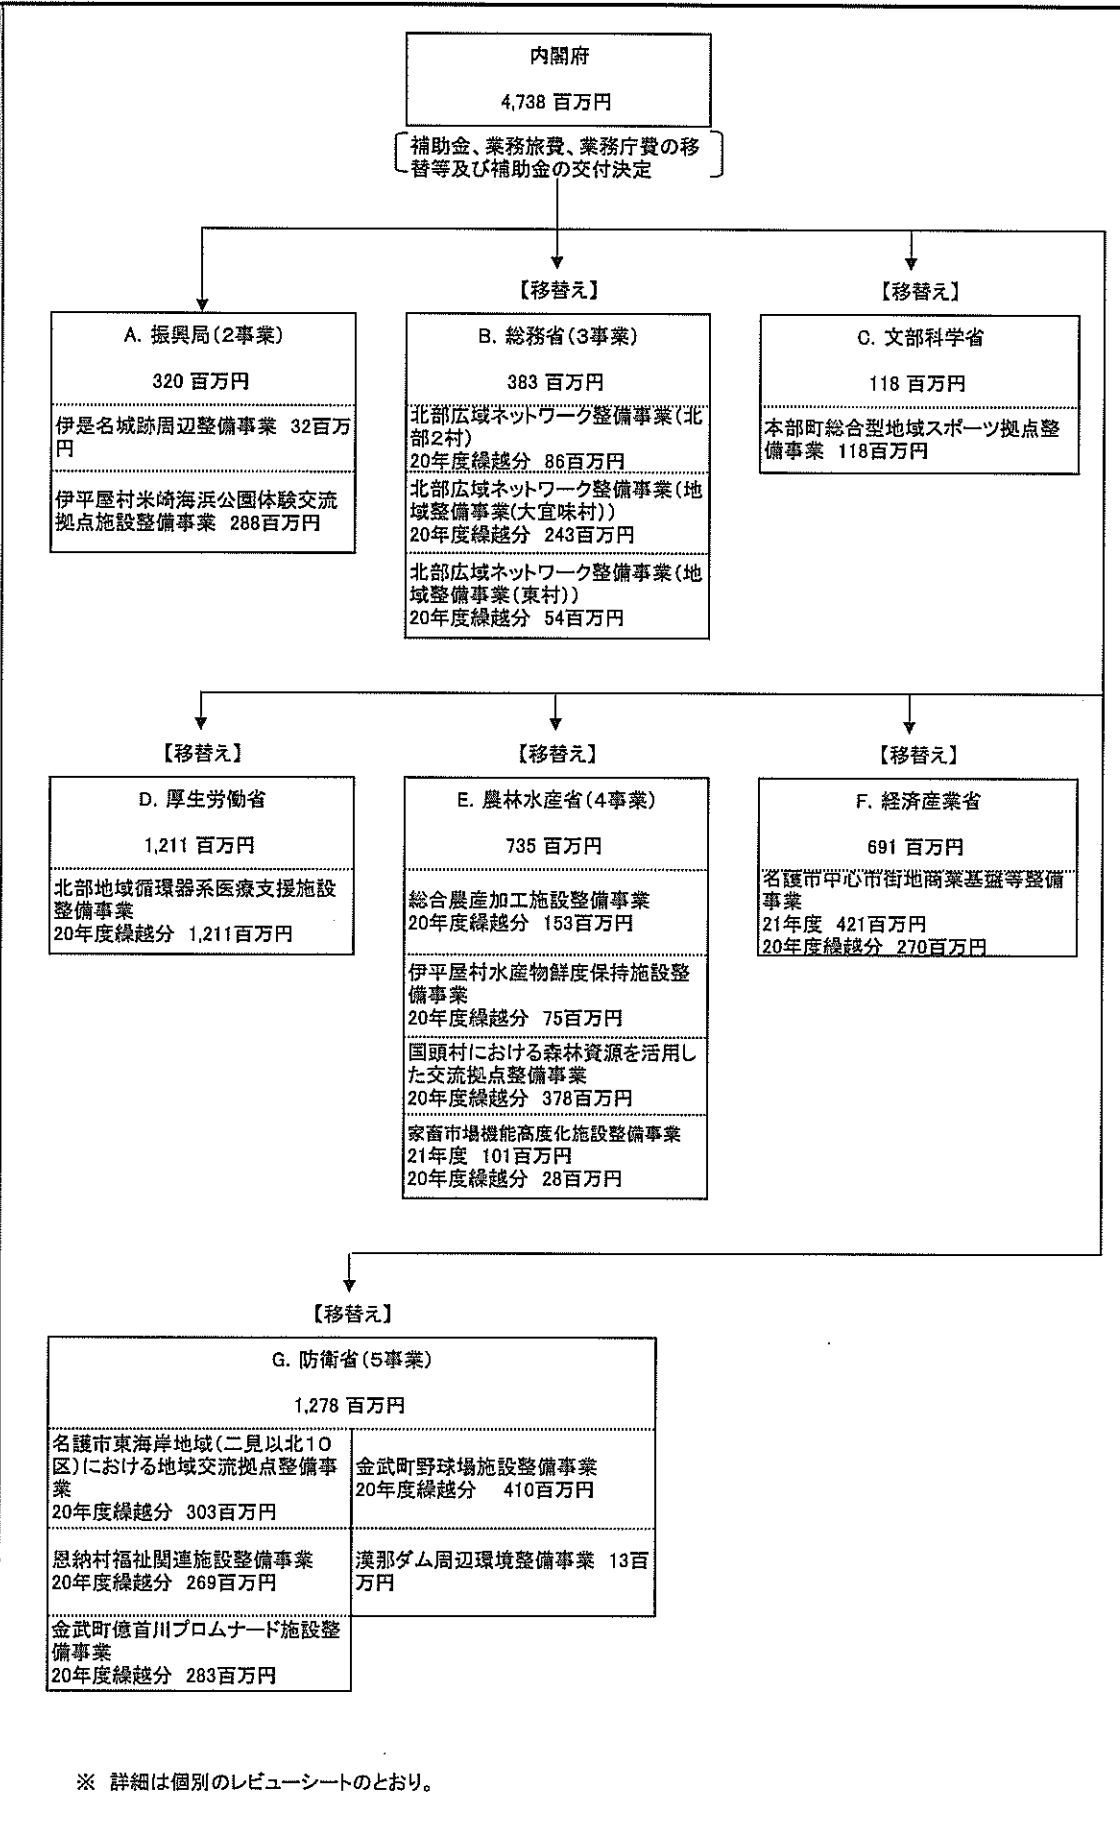 内閣府
4,738 百万円
補助金、業務旅費、業務庁費の移
替等及び補助金の交付決定
【移替え】
【移替え】
A. 振興局(2事業)
320 百万円
伊是名城跡周辺整備事業 32百万
円
伊平屋村米崎海浜公園体験交流
拠点施設整備事業 288百万円
B. 総務省(3事業)
383 百万円
北部広域ネットワーク整備事業(北
部2村)
20年度繰越分 86百万円
北部広域ネットワーク整備事業(地
域整備事業(大宜味村))
20年度繰越分 243百万円
北部広域ネットワーク整備事業(地
域整備事業(東村))
20年度繰越分 54百万円
C. 文部科学省
118 百万円
本部町総合型地域スポーツ拠点整
備事業 118百万円
【移替え】
【移替え】
【移替え】
D. 厚生労働省
1,211 百万円
北部地域循環器系医療支援施設
整備事業
20年度繰越分 1,211百万円
E. 農林水産省(4事業)
735 百万円
総合農産加工施設整備事業
20年度繰越分 153百万円
伊平屋村水産物鮮度保持施設整
備事業
20年度繰越分 75百万円
国頭村における森林資源を活用し
た交流拠点整備事業
20年度繰越分 378百万円
家畜市場機能高度化施設整備事業
21年度 101百万円
20年度繰越分 28百万円
F. 経済産業省
691 百万円
名護市中心市街地商業基盤等整備
事業
21年度 421百万円
20年度繰越分 270百万円
【移替え】
G. 防衛省(5事業)
1,278 百万円
名護市東海岸地域(二見以北10
区)における地域交流拠点整備事
業
20年度繰越分 303百万円
金武町野球場施設整備事業
20年度繰越分 410百万円
恩納村福祉関連施設整備事業
20年度繰越分 269百万円
漢那ダム周辺環境整備事業 13百
万円
金武町億首川プロムナード施設整
備事業
20年度繰越分 283百万円
※ 詳細は個別のレビューシートのとおり。